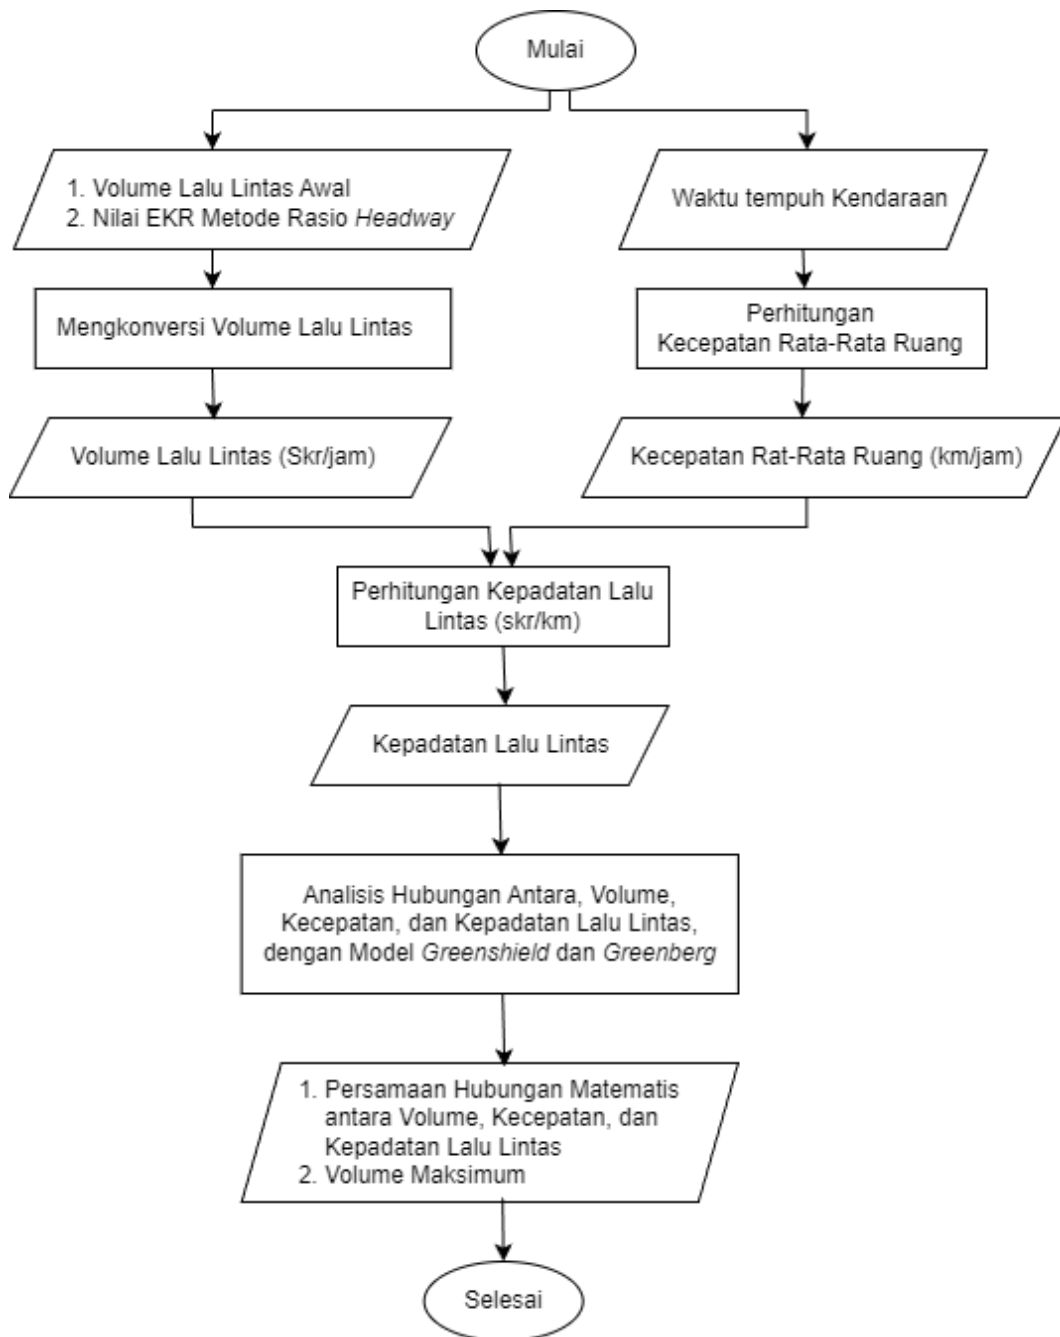 Mulai
1. Volume Lalu Lintas Awal
2. Nilai EKR Metode Rasio Headway
Waktu tempuh Kendaraan
Mengkonversi Volume Lalu Lintas
Perhitungan
Kecepatan Rata-Rata Ruang
Volume Lalu Lintas (Skr/jam)
Kecepatan Rat-Rata Ruang (km/jam)
Perhitungan Kepadatan Lalu
Lintas (skr/km)
Kepadatan Lalu Lintas
Analisis Hubungan Antara, Volume,
Kecepatan, dan Kepadatan Lalu Lintas,
dengan Model Greenshield dan Greenberg
1. Persamaan Hubungan Matematis
antara Volume, Kecepatan, dan
Kepadatan Lalu Lintas
2. Volume Maksimum
Selesai